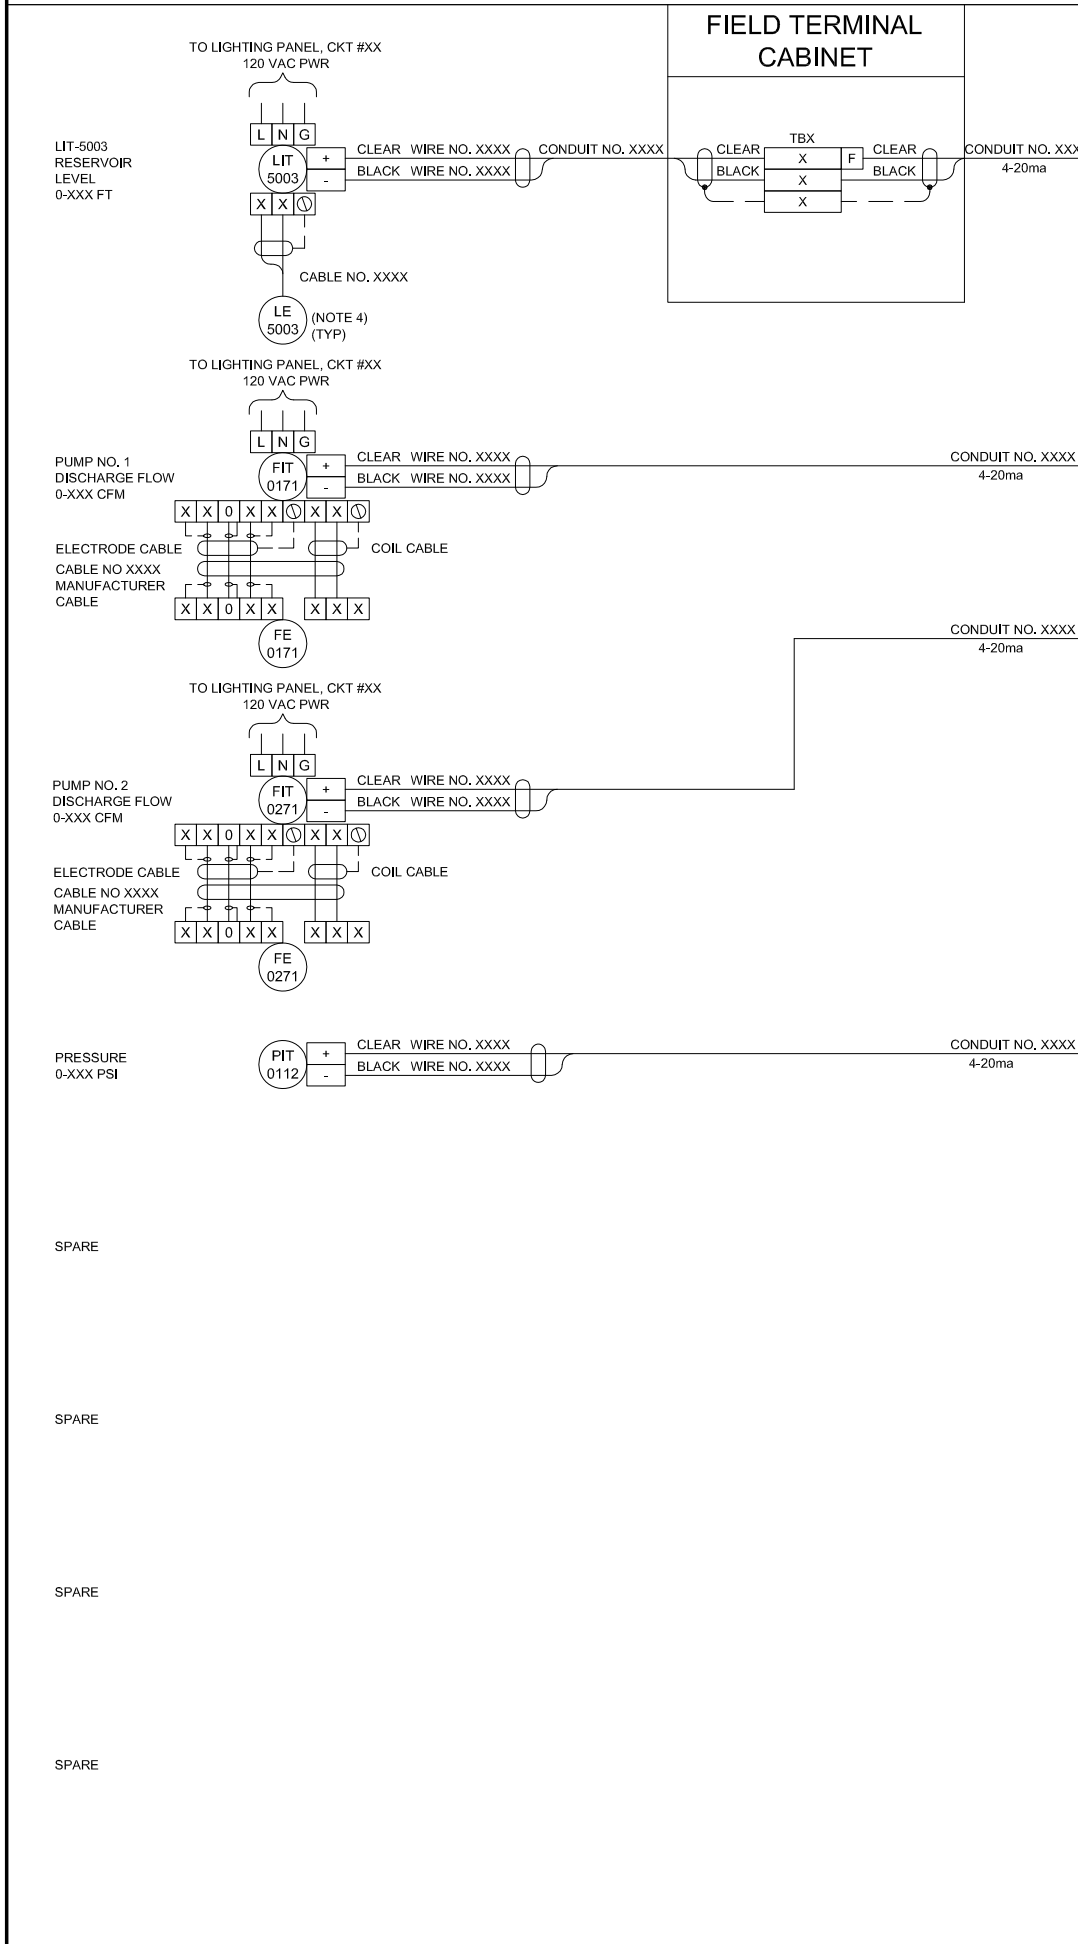 FIELD TERMINAL
CABINET
TO LIGHTING PANEL, CKT #XX
120 VAC PWR
L N G
LIT-5003
RESERVOIR
LEVEL
0-XXX FT
LIT
5003
+
-
CLEAR WIRE NO. XXXX
BLACK WIRE NO. XXXX
CONDUIT NO. XXXX
TBX
CLEAR
X F
CLEAR
BLACK
X
BLACK
X
CONDUIT NO. XXX
4-20ma
X X
CABLE NO. XXXX
LE
5003
(NOTE 4)
(TYP)
TO LIGHTING PANEL, CKT #XX
120 VAC PWR
L N G
PUMP NO. 1
DISCHARGE FLOW
0-XXX CFM
FIT
0171
+
-
CLEAR WIRE NO. XXXX
BLACK WIRE NO. XXXX
CONDUIT NO. XXXX
4-20ma
X X 0 X X X X
ELECTRODE CABLE
COIL CABLE
CABLE NO XXXX
MANUFACTURER
CABLE
X X 0 X X X X X
FE
0171
CONDUIT NO. XXXX
4-20ma
TO LIGHTING PANEL, CKT #XX
120 VAC PWR
L N G
PUMP NO. 2
DISCHARGE FLOW
0-XXX CFM
FIT
0271
+
-
CLEAR WIRE NO. XXXX
BLACK WIRE NO. XXXX
X X 0 X X X X
ELECTRODE CABLE
COIL CABLE
CABLE NO XXXX
MANUFACTURER
CABLE
X X 0 X X X X X
FE
0271
PRESSURE
0-XXX PSI
PIT
0112
+
-
CLEAR WIRE NO. XXXX
BLACK WIRE NO. XXXX
CONDUIT NO. XXXX
4-20ma
SPARE
SPARE
SPARE
SPARE